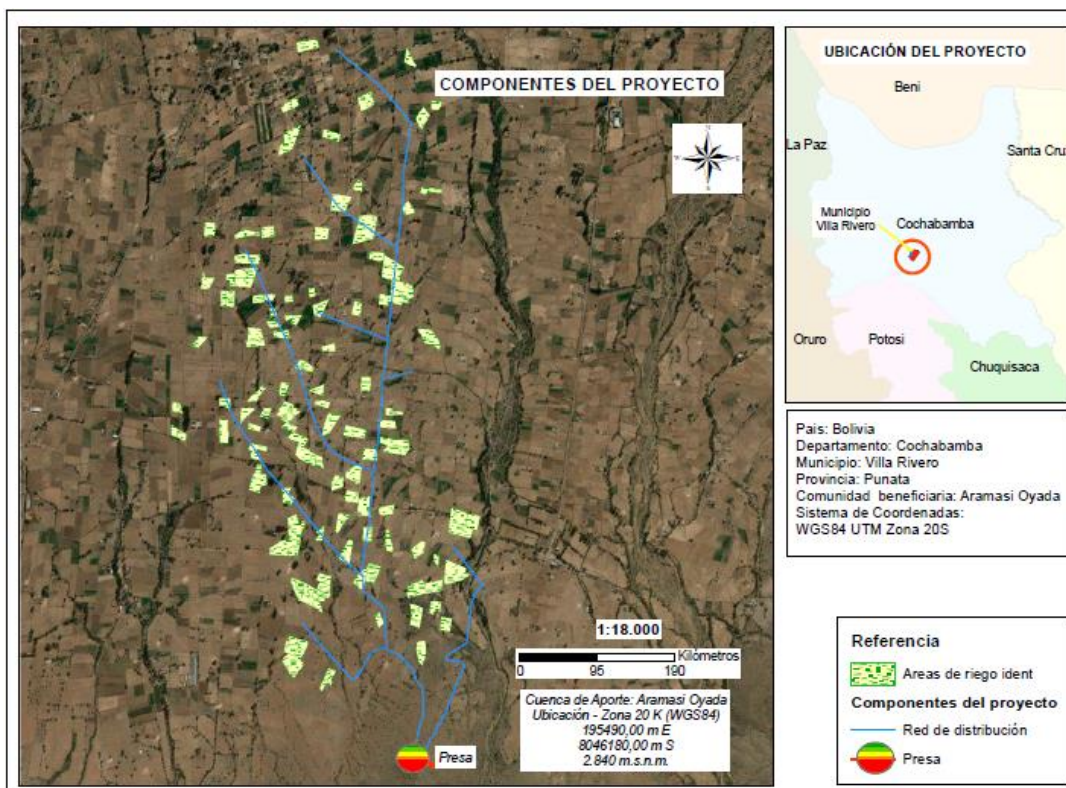 COMPONENTES DEL PROYECTO
N
W
E
S
1:18.000
Kilómetros
0 95 190
Cuenca de Aporte: Aramasi Oyada
Ubicación - Zona 20 K (WGS84)
195490,00 m E
8046180,00 m S
2.840 m.s.n.m.
Presa
UBICACIÓN DEL PROYECTO
Beni
La Paz
Santa Cruz
Municipio
Villa Rivero
Cochabamba
Oruro
Potosi
Chuquisaca
Pais: Bolivia
Departamento: Cochabamba
Municipio: Villa Rivero
Provincia: Punata
Comunidad beneficiaria: Aramasi Oyada
Sistema de Coordenadas:
WGS84 UTM Zona 20S
Referencia
Areas de riego ident
Componentes del proyecto
Red de distribución
Presa